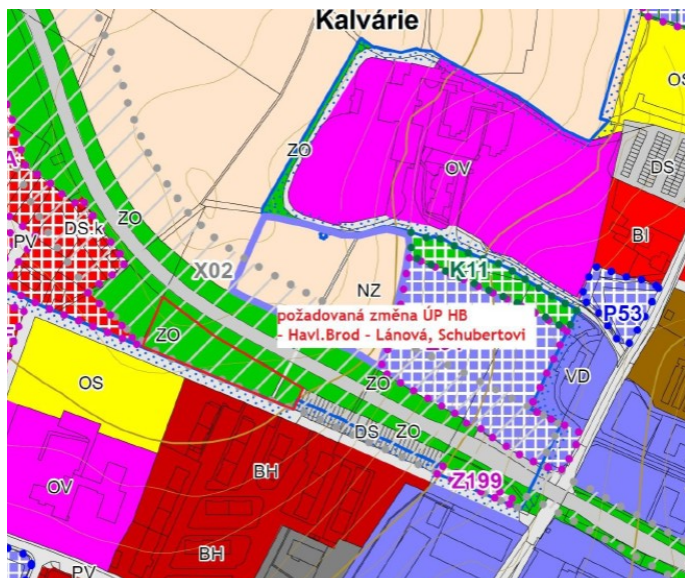 Kalvárie
OS
ZO
OV
DS
BI
A
DS.k
ZO
PV
X02
NZ
K11
P53
požadovaná změna ÚP HB
- Havl.Brod - Lánová, Schubertovi
ZO
ZO
VD
OS
DS
ZO
OV
BH
Z199
BH
PV
VD